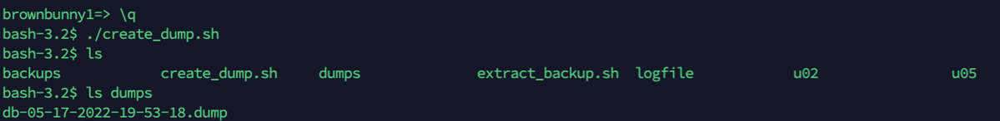 brownbunny1=> \q
bash-3.2$ ./create_dump.sh
bash-3.2$ ls
backups create_dump.sh dumps extract_backup.sh logfile u02 u05
bash-3.2$ ls dumps
db-05-17-2022-19-53-18.dump